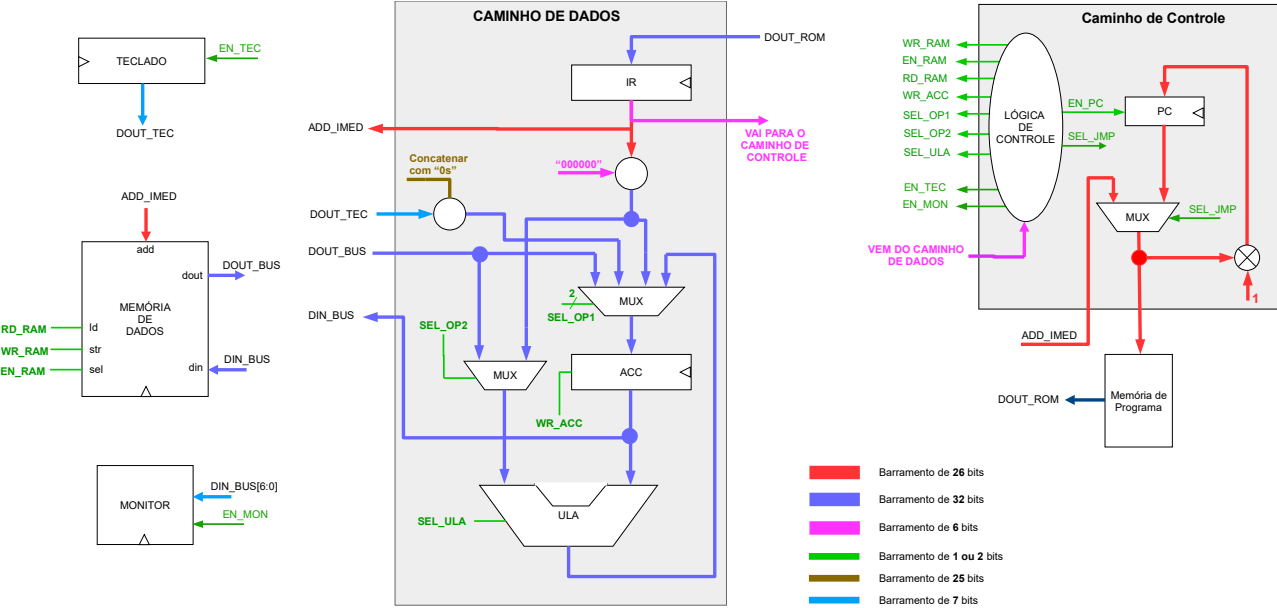 TECLADO
EN_TEC
DOUT_TEC
ADD_IMED
add
dout
DOUT_BUS
MEMÓRIA
DE
DADOS
RD_RAM
ld
WR_RAM
str
EN_RAM
sel
din
DIN_BUS
MONITOR
DIN_BUS[6:0]
EN_MON
CAMINHO DE DADOS
DOUT_ROM
IR
ADD_IMED
VAI PARA O
CAMINHO DE
CONTROLE
Concatenar
com “0s”
“000000”
DOUT_TEC
DOUT_BUS
DIN_BUS
2
SEL_OP1
MUX
SEL_OP2
MUX
ACC
WR_ACC
SEL_ULA
ULA
Caminho de Controle
WR_RAM
EN_RAM
RD_RAM
WR_ACC
SEL_OP1
SEL_OP2
SEL_ULA
EN_TEC
EN_MON
LÓGICA
DE
CONTROLE
EN_PC
SEL_JMP
PC
MUX
SEL_JMP
VEM DO CAMINHO
DE DADOS
1
ADD_IMED
DOUT_ROM
Memória de
Programa
Barramento de 26 bits
Barramento de 32 bits
Barramento de 6 bits
Barramento de 1 ou 2 bits
Barramento de 25 bits
Barramento de 7 bits